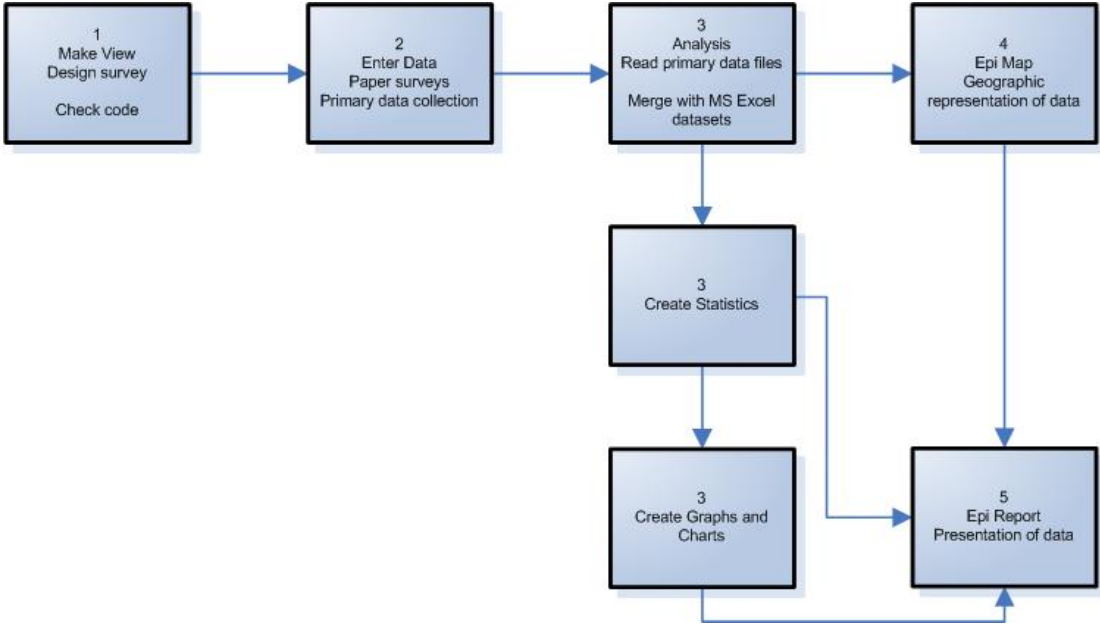 1
Make View
Design survey
Check code
2
Enter Data
Paper surveys
Primary data collection
3
Analysis
Read primary data files
Merge with MS Excel
datasets
4
Epi Map
Geographic
representation of data
3
Create Statistics
3
Create Graphs and
Charts
5
Epi Report
Presentation of data